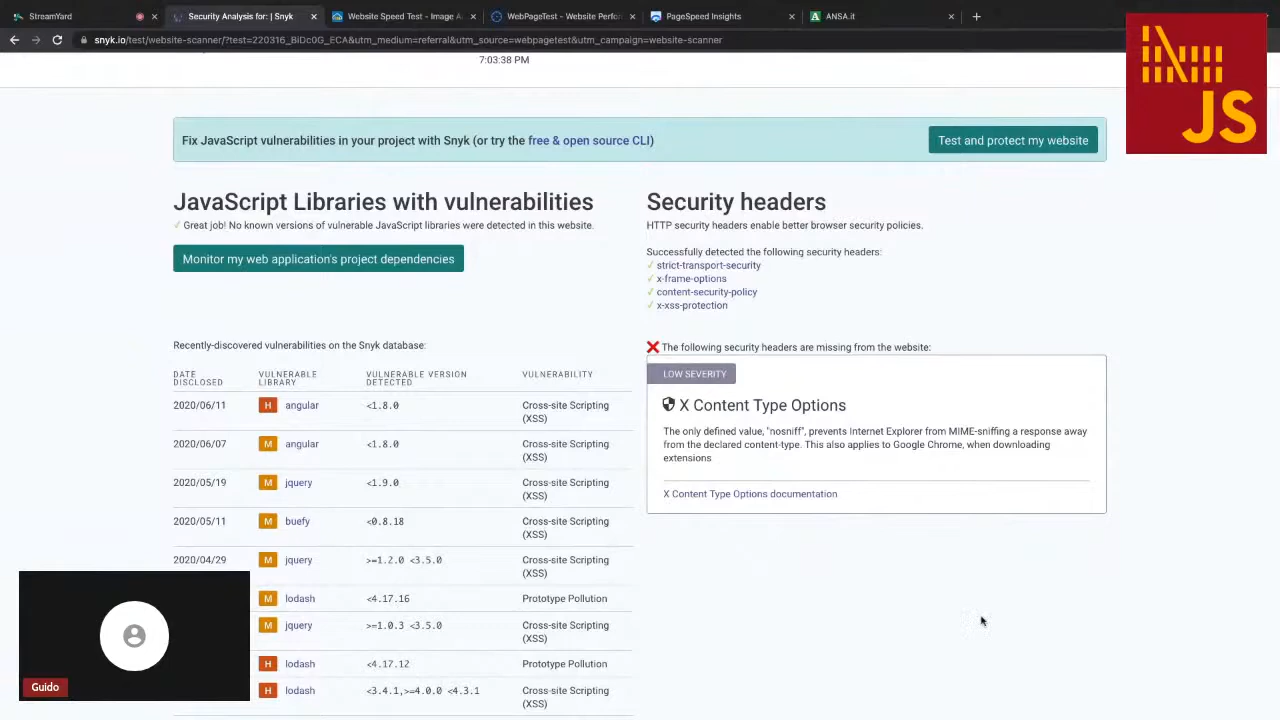 StreamYard
Security Analysis for: | Snyk
Website Speed Test - Image A
WebPageTest - Website Perfor
PageSpeed Insights
ANSA.it
snyk.io/test/website-scanner/?test=220316_BiDc0G_ECA&utm_medium=referral&utm_source=webpagetest&utm_campaign=website-scanner
7:03:38 PM
JS
Fix JavaScript vulnerabilities in your project with Snyk (or try the free & open source CLI)
Test and protect my website
JavaScript Libraries with vulnerabilities
✓ Great job! No known versions of vulnerable JavaScript libraries were detected in this website.
Monitor my web application's project dependencies
Recently-discovered vulnerabilities on the Snyk database:
DATE DISCLOSED VULNERABLE LIBRARY VULNERABLE VERSION DETECTED VULNERABILITY
2020/06/11 H angular <1.8.0 Cross-site Scripting
(XSS)
2020/06/07 M angular <1.8.0 Cross-site Scripting
(XSS)
2020/05/19 M jquery <1.9.0 Cross-site Scripting
(XSS)
2020/05/11 M buefy <0.8.18 Cross-site Scripting
(XSS)
2020/04/29 M jquery >=1.2.0 <3.5.0 Cross-site Scripting
(XSS)
M lodash <4.17.16 Prototype Pollution
M jquery >=1.0.3 <3.5.0 Cross-site Scripting
(XSS)
H lodash <4.17.12 Prototype Pollution
H lodash <3.4.1,>=4.0.0 <4.3.1 Cross-site Scripting
(XSS)
Security headers
HTTP security headers enable better browser security policies.
Successfully detected the following security headers:
✓ strict-transport-security
✓ x-frame-options
✓ content-security-policy
✓ x-xss-protection
❌ The following security headers are missing from the website:
LOW SEVERITY
X Content Type Options
The only defined value, "nosniff", prevents Internet Explorer from MIME-sniffing a response away
from the declared content-type. This also applies to Google Chrome, when downloading
extensions
X Content Type Options documentation
Guido